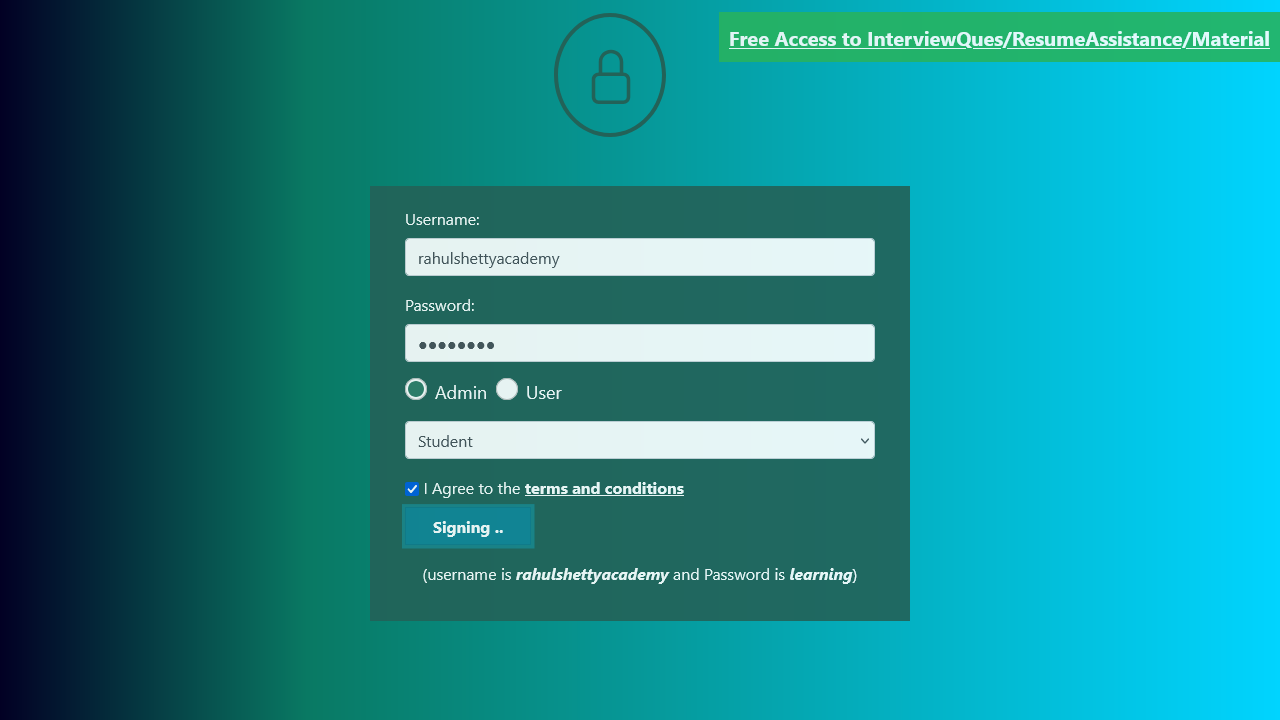 Free Access to InterviewQues/ResumeAssistance/Material
Username:
rahulshettyacademy
Password:
••••••••
Admin User
Student
I Agree to the terms and conditions
Signing ..
(username is rahulshettyacademy and Password is learning)